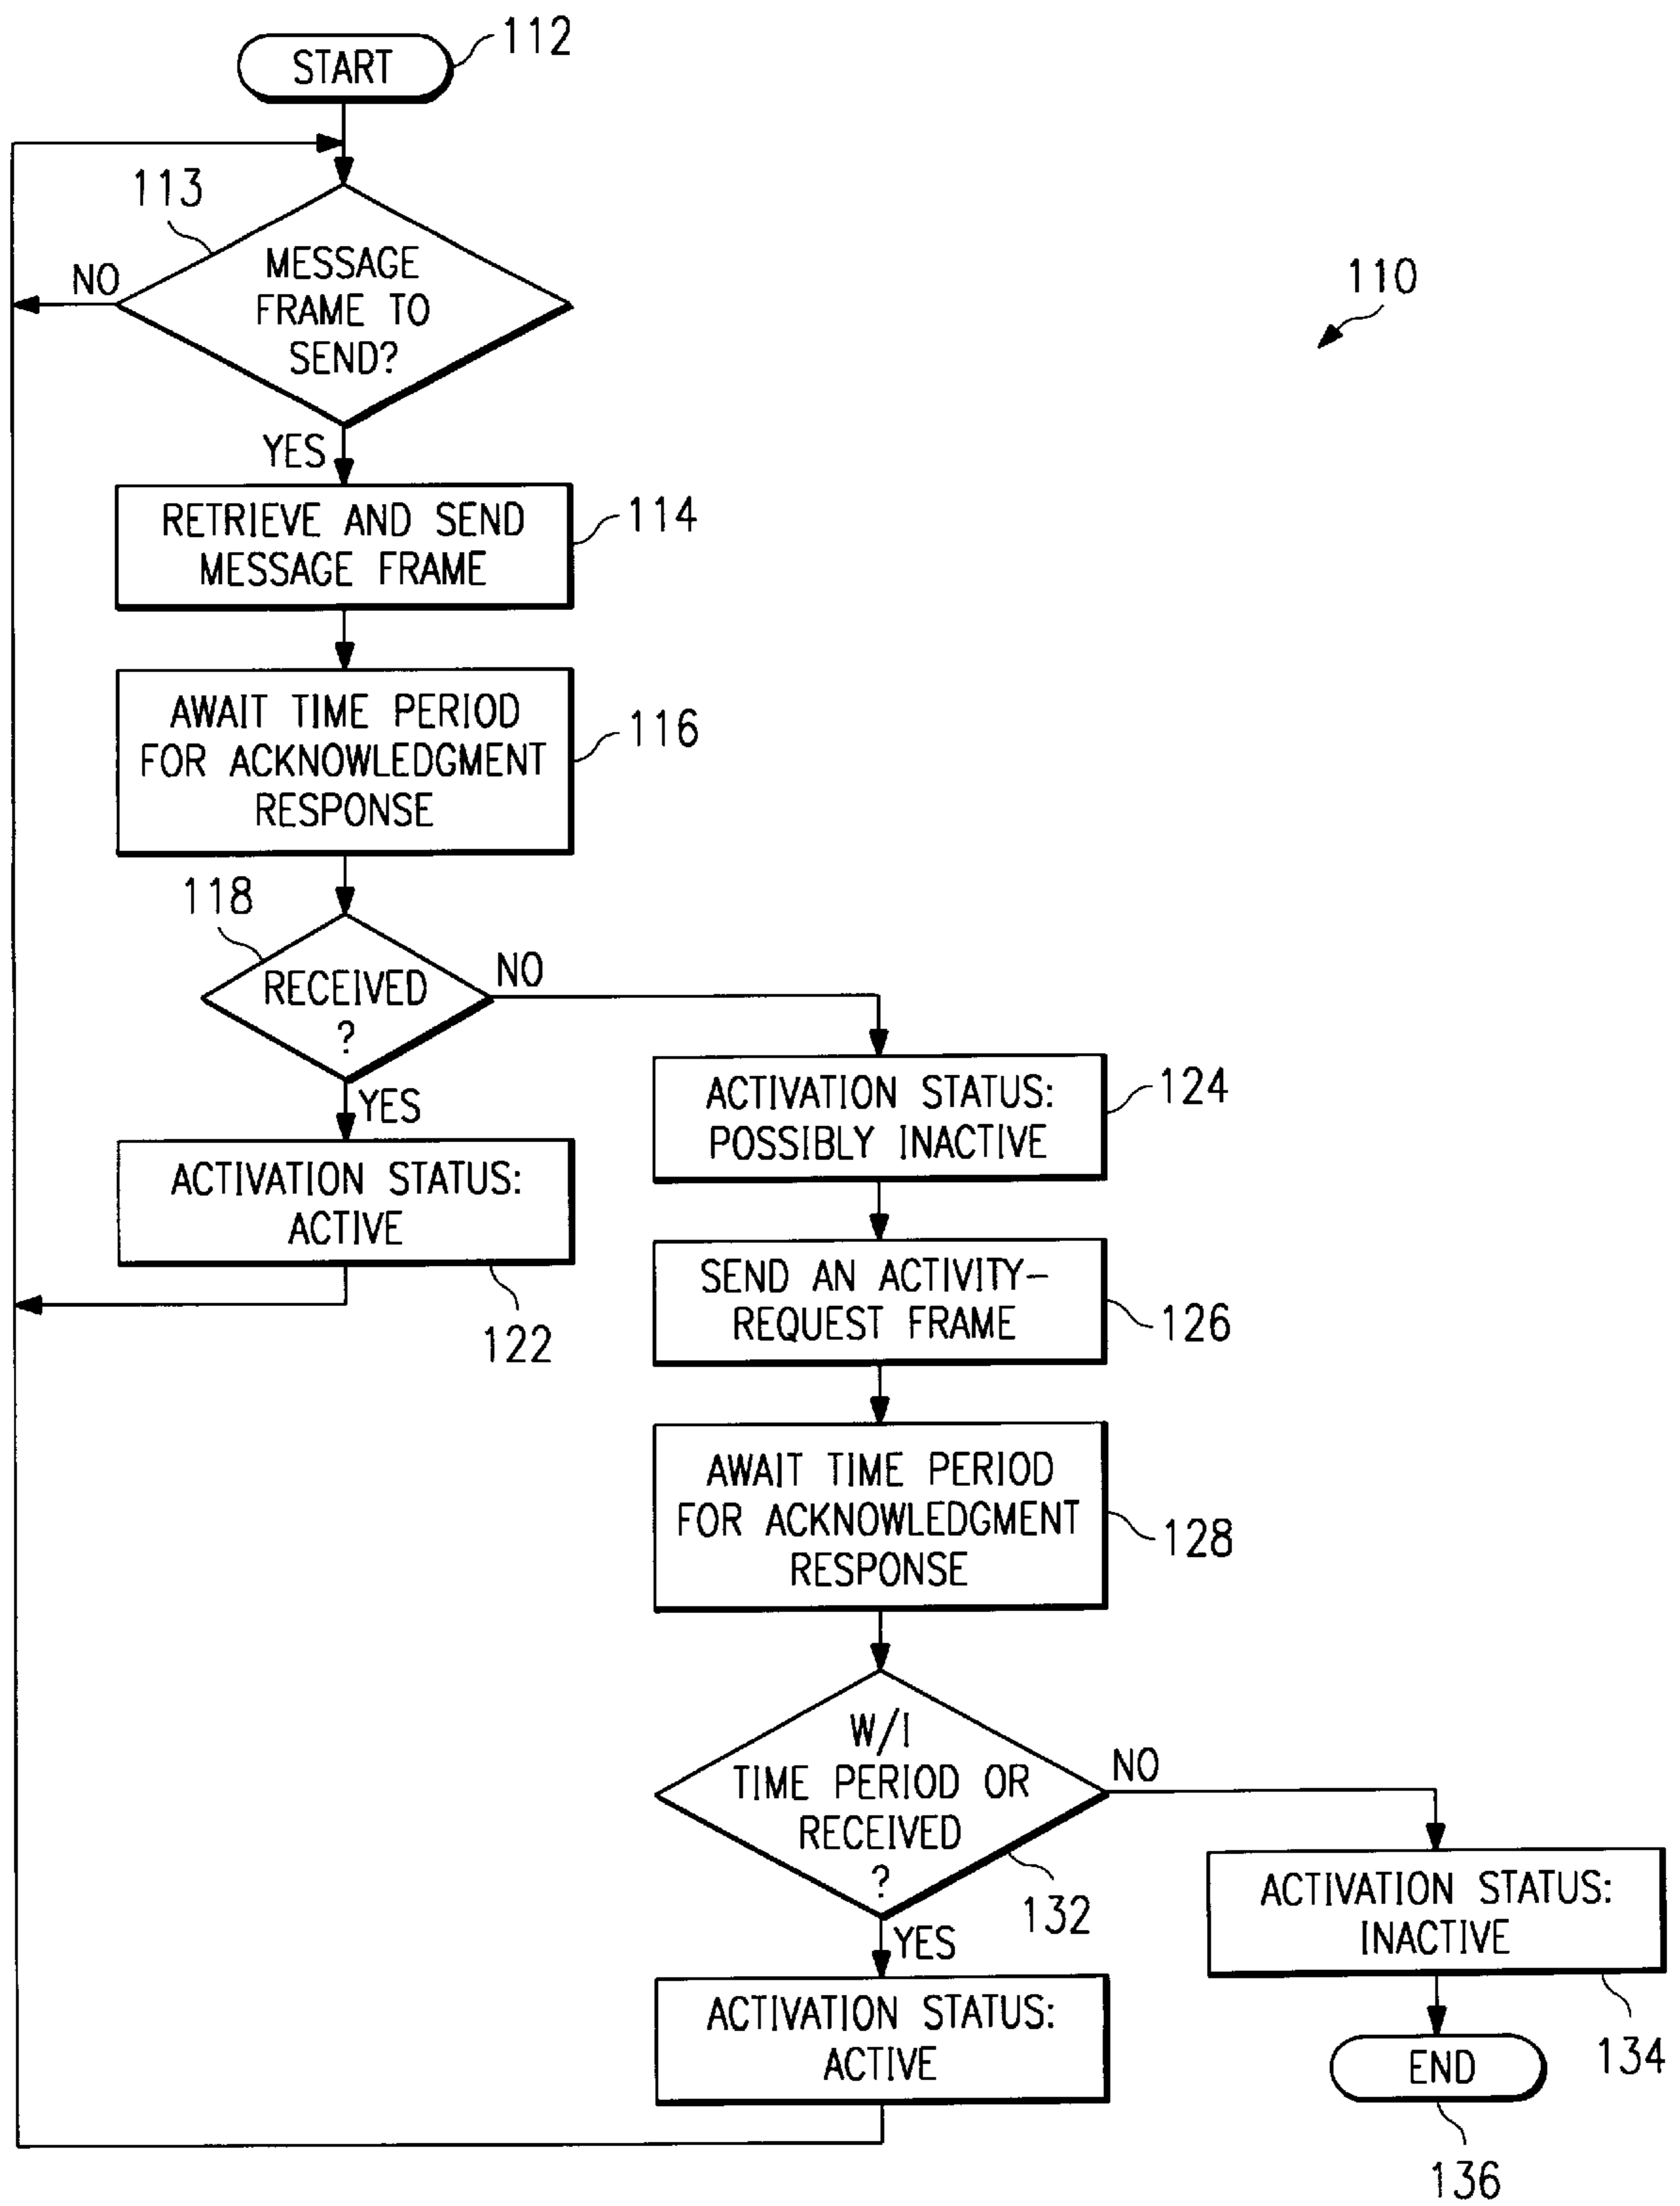 START
112
113
MESSAGE
FRAME TO
SEND?
NO
110
YES
RETRIEVE AND SEND
MESSAGE FRAME
114
AWAIT TIME PERIOD
FOR ACKNOWLEDGMENT
RESPONSE
116
118
RECEIVED
?
NO
YES
ACTIVATION STATUS:
ACTIVE
122
ACTIVATION STATUS:
POSSIBLY INACTIVE
124
SEND AN ACTIVITY-
REQUEST FRAME
126
AWAIT TIME PERIOD
FOR ACKNOWLEDGMENT
RESPONSE
128
W/I
TIME PERIOD OR
RECEIVED
?
NO
132
YES
ACTIVATION STATUS:
ACTIVE
ACTIVATION STATUS:
INACTIVE
134
END
136